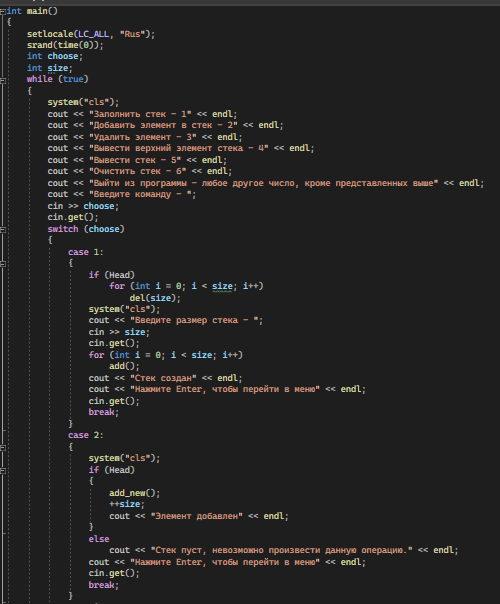 int main()
{
setlocale(LC_ALL, "Rus");
srand(time(0));
int choose;
int size;
while (true)
{
system("cls");
cout << "Заполнить стек - 1" << endl;
cout << "Добавить элемент в стек - 2" << endl;
cout << "Удалить элемент - 3" << endl;
cout << "Вывести верхний элемент стека - 4" << endl;
cout << "Вывести стек - 5" << endl;
cout << "Очистить стек - 6" << endl;
cout << "Выйти из программы - любое другое число, кроме представленных выше" << endl;
cout << "Введите команду - ";
cin >> choose;
cin.get();
switch (choose)
{
case 1:
{
if (Head)
for (int i = 0; i < size; i++)
del(size);
system("cls");
cout << "Введите размер стека - ";
cin >> size;
cin.get();
for (int i = 0; i < size; i++)
add();
cout << "Стек создан" << endl;
cout << "Нажмите Enter, чтобы перейти в меню" << endl;
cin.get();
break;
}
case 2:
{
system("cls");
if (Head)
{
add_new();
++size;
cout << "Элемент добавлен" << endl;
}
else
cout << "Стек пуст, невозможно произвести данную операцию." << endl;
cout << "Нажмите Enter, чтобы перейти в меню" << endl;
cin.get();
break;
}